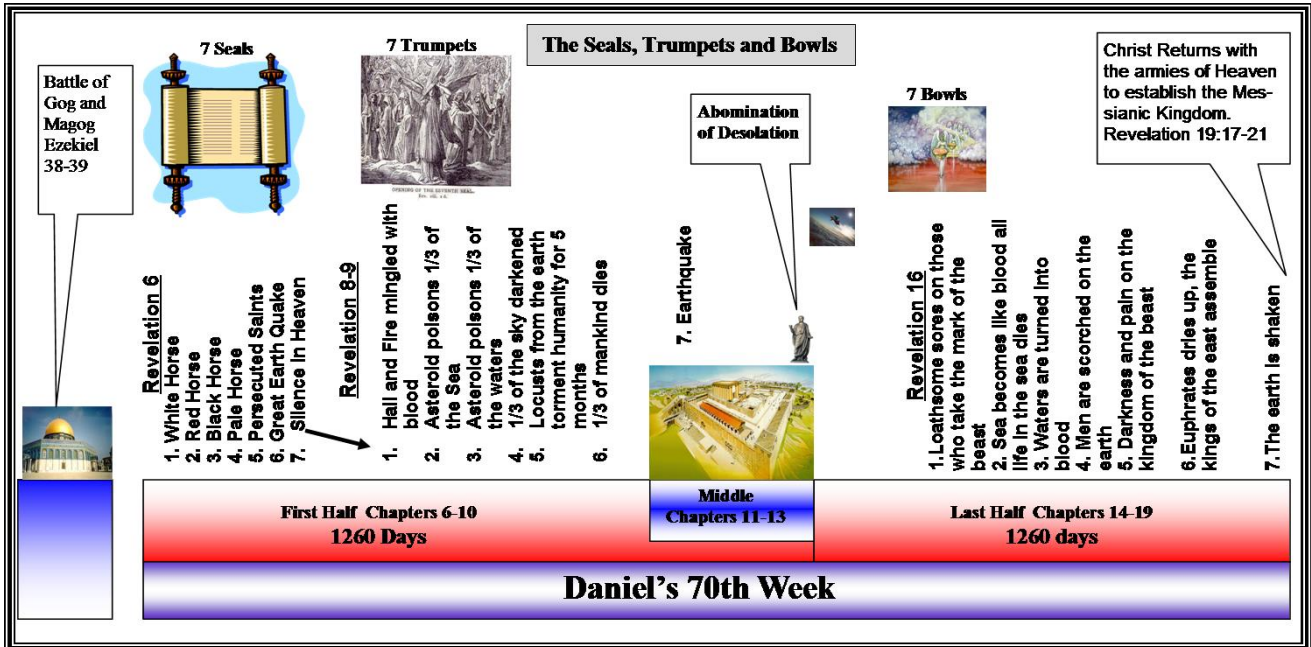 The Seals, Trumpets and Bowls
Battle of
Gog and
Magog
Ezekiel
38-39
7 Seals
Revelation 6
1. White Horse
2. Red Horse
3. Black Horse
4. Pale Horse
5. Persecuted Saints
6. Great Earth Quake
7. Silence In Heaven
7 Trumpets
OPENING OF THE SEVENTH SEAL
Revelation 8-9
1. Hail and Fire mingled with
blood
2. Asteroid poisons 1/3 of
the Sea
3. Asteroid poisons 1/3 of
the waters
4. 1/3 of the sky darkened
5. Locusts from the earth
torment humanity for 5
months
6. 1/3 of mankind dies
7. Earthquake
Abomination
of Desolation
7 Bowls
Revelation 16
1.Loathsome sores on those
who take the mark of the
beast
2. Sea becomes like blood all
life in the sea dies
3. Waters are turned into
blood
4. Men are scorched on the
earth
5. Darkness and pain on the
kingdom of the beast
6.Euphrates dries up, the
kings of the east assemble
7.The earth is shaken
Christ Returns with
the armies of Heaven
to establish the Mes-
sianic Kingdom.
Revelation 19:17-21
First Half Chapters 6-10
1260 Days
Middle
Chapters 11-13
Last Half Chapters 14-19
1260 days
Daniel's 70th Week